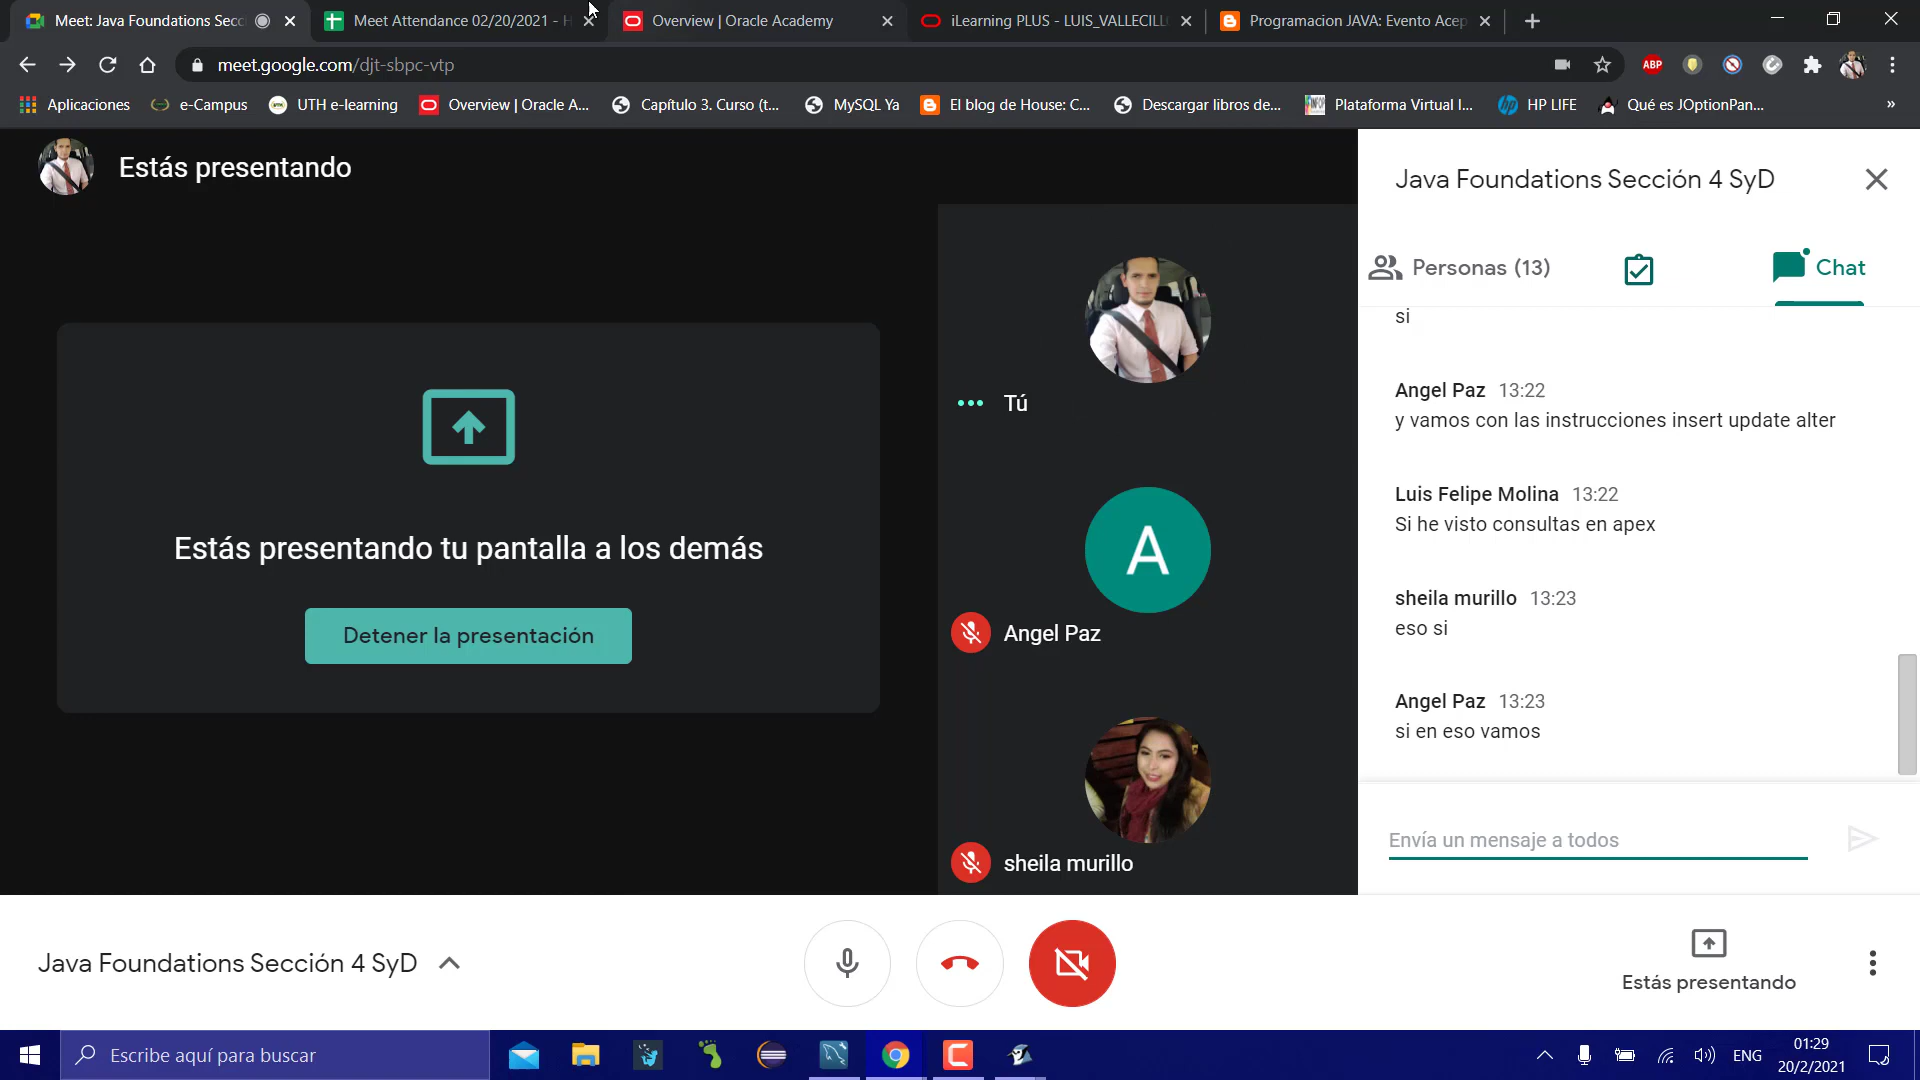 Meet: Java Foundations Secc
Meet Attendance 02/20/2021 - H
Overview | Oracle Academy
iLearning PLUS - LUIS_VALLECILL
Programacion JAVA: Evento Acep
meet.google.com/djt-sbpc-vtp
ABP
Aplicaciones
e-Campus
UTH e-learning
Overview | Oracle A...
Capítulo 3. Curso (t...
MySQL Ya
El blog de House: C...
Descargar libros de...
Plataforma Virtual I...
HP LIFE
Qué es JOptionPan...
»
Estás presentando
Estás presentando tu pantalla a los demás
Detener la presentación
Tú
A
Angel Paz
sheila murillo
Java Foundations Sección 4 SyD
Personas (13)
Chat
si
Angel Paz 13:22
y vamos con las instrucciones insert update alter
Luis Felipe Molina 13:22
Si he visto consultas en apex
sheila murillo 13:23
eso si
Angel Paz 13:23
si en eso vamos
Envía un mensaje a todos
Java Foundations Sección 4 SyD
Estás presentando
Escribe aquí para buscar
ENG
01:29
20/2/2021